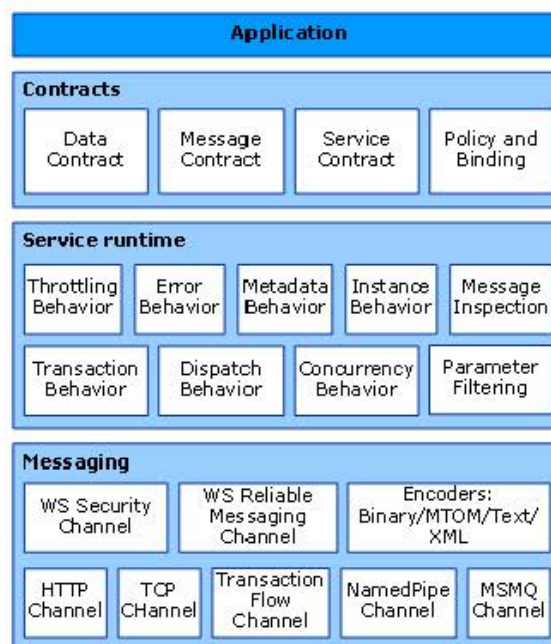 Application
Contracts
Data
Contract
Message
Contract
Service
Contract
Policy and
Binding
Service runtime
Throttling
Behavior
Error
Behavior
Metadata
Behavior
Instance
Behavior
Message
Inspection
Transaction
Behavior
Dispatch
Behavior
Concurrency
Behavior
Parameter
Filtering
Messaging
WS Security
Channel
WS Reliable
Messaging
Channel
Encoders:
Binary/MTOM/Text/
XML
HTTP
Channel
TCP
CHannel
Transaction
Flow
Channel
NamedPipe
Channel
MSMQ
Channel